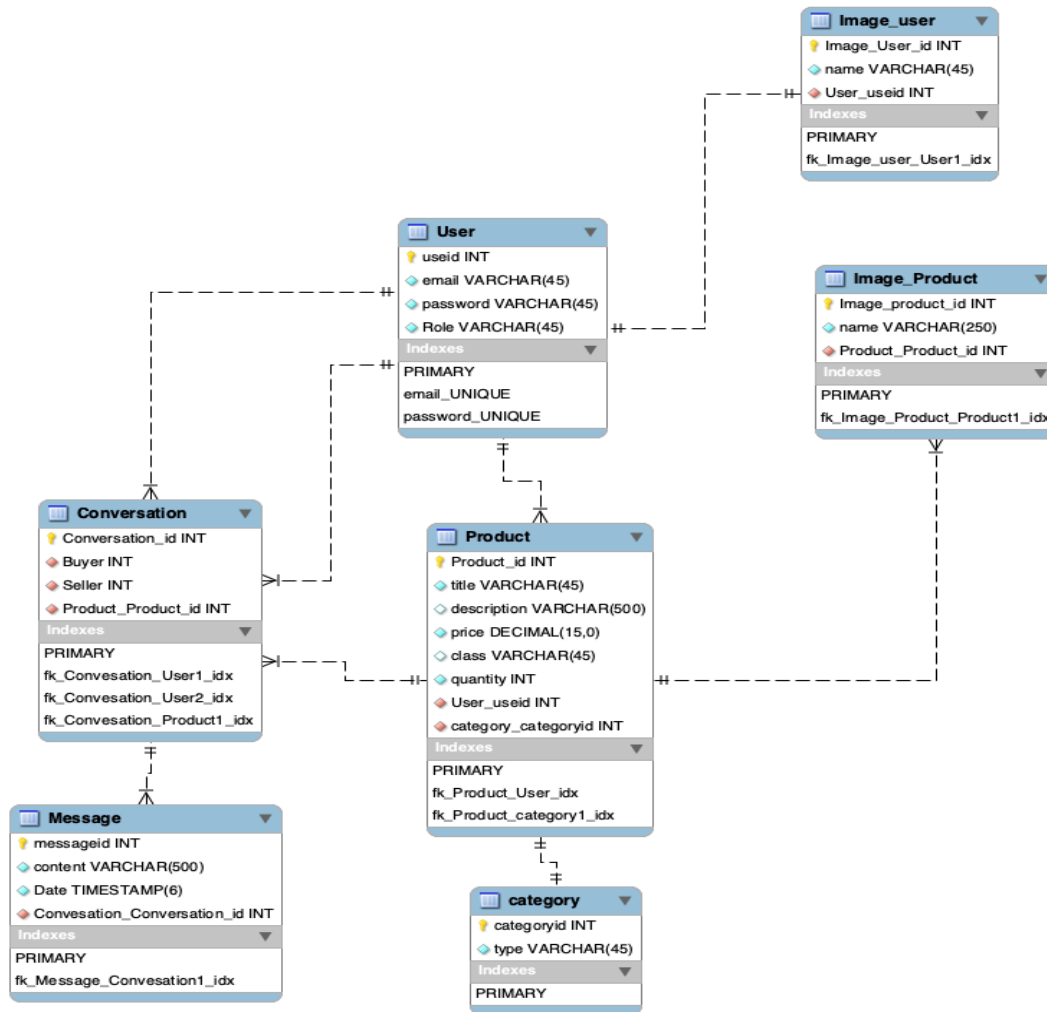 Image_user
Image_User_id INT
name VARCHAR(45)
User_useid INT
Indexes
PRIMARY
fk_Image_user_User1_idx
User
useid INT
email VARCHAR(45)
password VARCHAR(45)
Role VARCHAR(45)
Indexes
PRIMARY
email_UNIQUE
password_UNIQUE
Image_Product
Image_product_id INT
name VARCHAR(250)
Product_Product_id INT
Indexes
PRIMARY
fk_Image_Product_Product1_idx
Conversation
Conversation_id INT
Buyer INT
Seller INT
Product_Product_id INT
Indexes
PRIMARY
fk_Convesation_User1_idx
fk_Convesation_User2_idx
fk_Convesation_Product1_idx
Product
Product_id INT
title VARCHAR(45)
description VARCHAR(500)
price DECIMAL(15,0)
class VARCHAR(45)
quantity INT
User_useid INT
category_categoryid INT
Indexes
PRIMARY
fk_Product_User_idx
fk_Product_category1_idx
Message
messageid INT
content VARCHAR(500)
Date TIMESTAMP(6)
Convesation_Conversation_id INT
Indexes
PRIMARY
fk_Message_Convesation1_idx
category
categoryid INT
type VARCHAR(45)
Indexes
PRIMARY